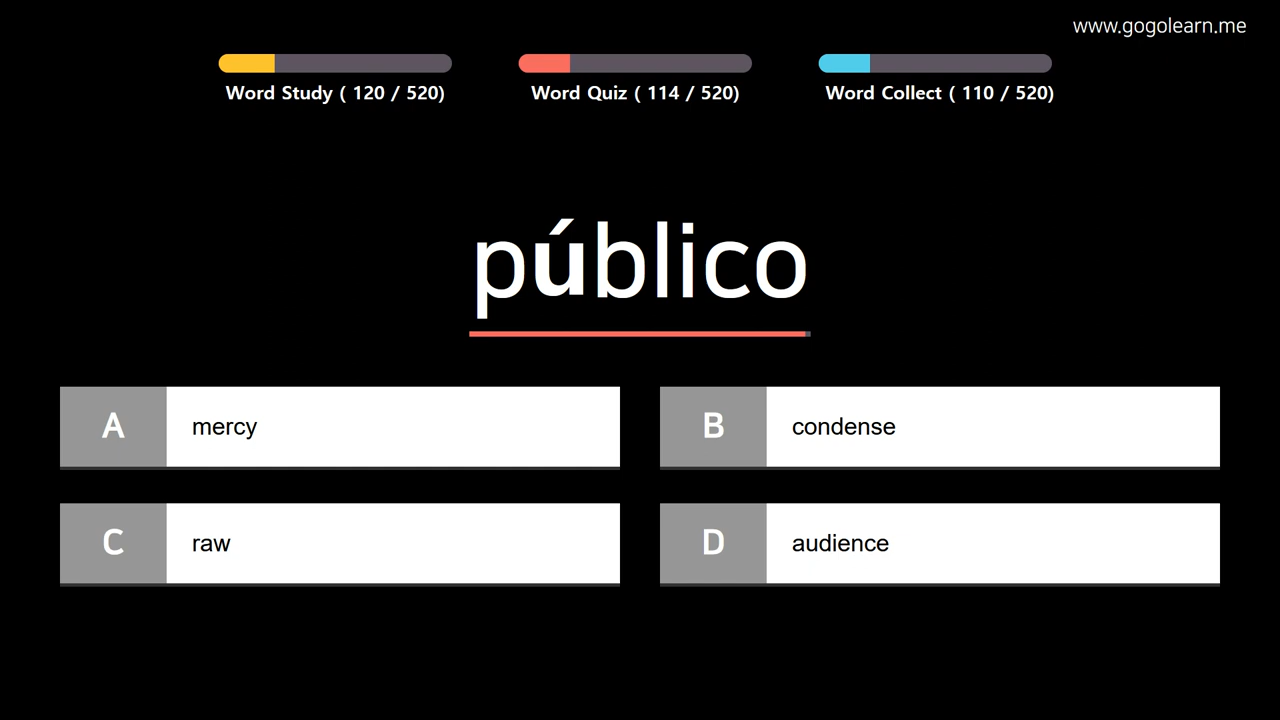 www.gogolearn.me
Word Study ( 120 / 520)
Word Quiz ( 114 / 520)
Word Collect ( 110 / 520)
público
A mercy
B condense
C raw
D audience